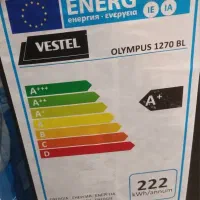 ENERG
енергия · ενεργεια
IE IA
VESTEL
OLYMPUS 1270 BL
A+++
A++
A+
A
B
C
D
A+
222
kWh/annum